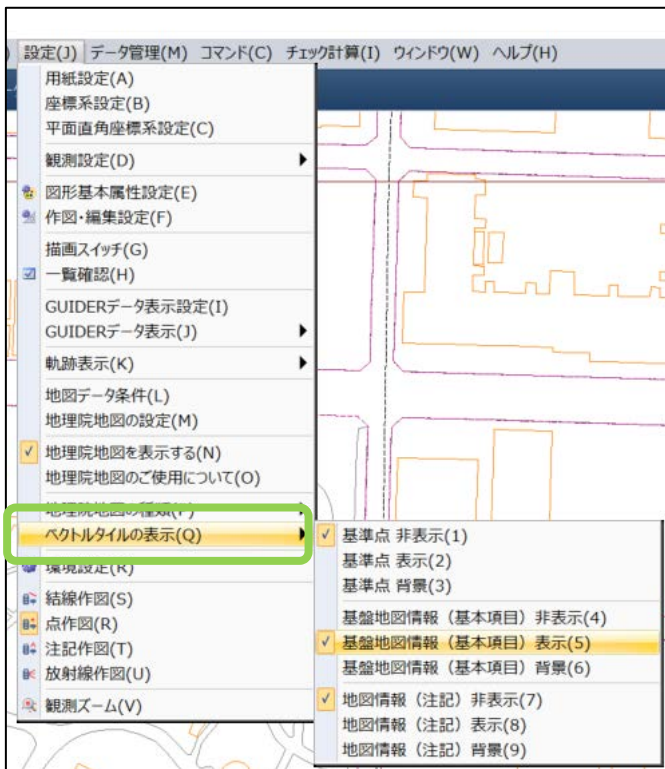 設定(J) データ管理(M) コマンド(C) チェック計算(I) ウィンドウ(W) ヘルプ(H)
用紙設定(A)
座標系設定(B)
平面直角座標系設定(C)
観測設定(D)
図形基本属性設定(E)
作図・編集設定(F)
描画スイッチ(G)
一覧確認(H)
GUIDERデータ表示設定(I)
GUIDERデータ表示(J)
軌跡表示(K)
地図データ条件(L)
地理院地図の設定(M)
地理院地図を表示する(N)
地理院地図のご使用について(O)
地理院地図の種類(P)
ベクトルタイルの表示(Q)
環境設定(R)
結線作図(S)
点作図(R)
注記作図(T)
放射線作図(U)
観測ズーム(V)
基準点 非表示(1)
基準点 表示(2)
基準点 背景(3)
基盤地図情報（基本項目）非表示(4)
基盤地図情報（基本項目）表示(5)
基盤地図情報（基本項目）背景(6)
地図情報（注記）非表示(7)
地図情報（注記）表示(8)
地図情報（注記）背景(9)